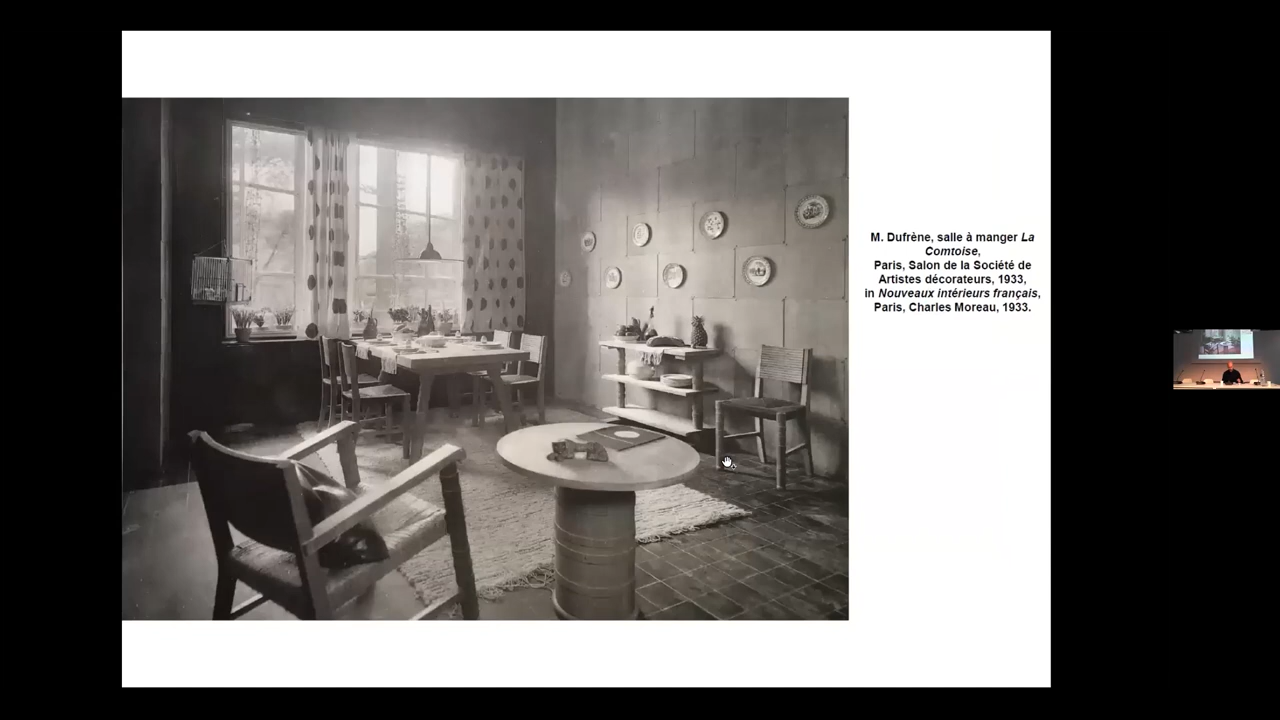 M. Dufrène, salle à manger La
Comtoise,
Paris, Salon de la Société de
Artistes décorateurs, 1933,
in Nouveaux intérieurs français,
Paris, Charles Moreau, 1933.